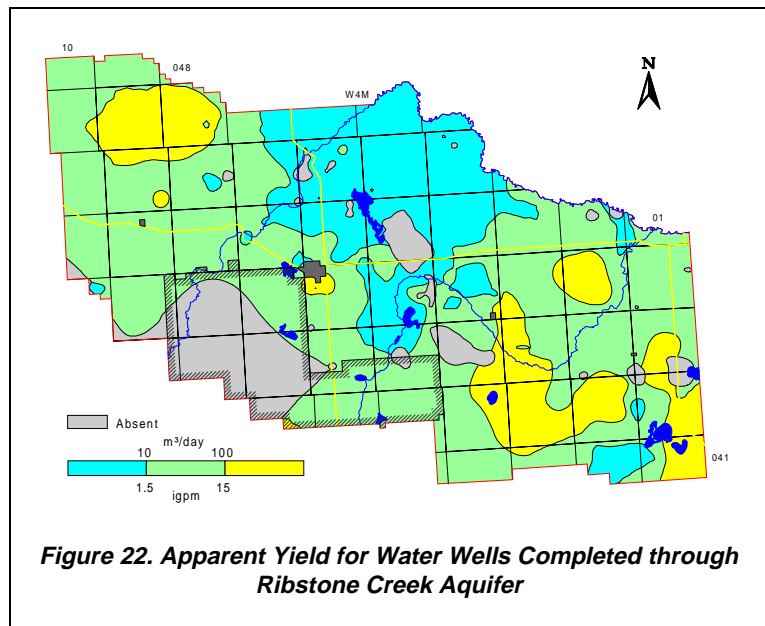 10
048
W4M
N
01
Absent
m³/day
10 100
1.5 15
igpm
041
Figure 22. Apparent Yield for Water Wells Completed through
Ribstone Creek Aquifer